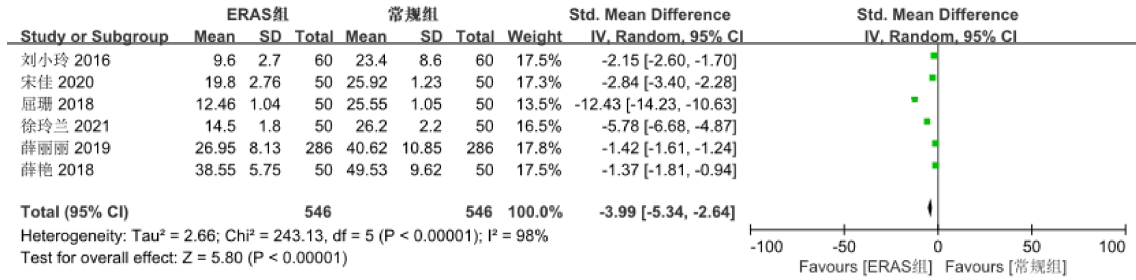 ERAS组 常规组 Std. Mean Difference Std. Mean Difference
Study or Subgroup Mean SD Total Mean SD Total Weight IV, Random, 95% CI IV, Random, 95% CI
刘小玲 2016 9.6 2.7 60 23.4 8.6 60 17.5% -2.15 [-2.60, -1.70]
宋佳 2020 19.8 2.76 50 25.92 1.23 50 17.3% -2.84 [-3.40, -2.28]
屈珊 2018 12.46 1.04 50 25.55 1.05 50 13.5% -12.43 [-14.23, -10.63]
徐玲兰 2021 14.5 1.8 50 26.2 2.2 50 16.5% -5.78 [-6.68, -4.87]
薛丽丽 2019 26.95 8.13 286 40.62 10.85 286 17.8% -1.42 [-1.61, -1.24]
薛艳 2018 38.55 5.75 50 49.53 9.62 50 17.5% -1.37 [-1.81, -0.94]
Total (95% CI) 546 546 100.0% -3.99 [-5.34, -2.64]
Heterogeneity: Tau² = 2.66; Chi² = 243.13, df = 5 (P < 0.00001); I² = 98%
Test for overall effect: Z = 5.80 (P < 0.00001)
-100 -50 0 50 100
Favours [ERAS组] Favours [常规组]